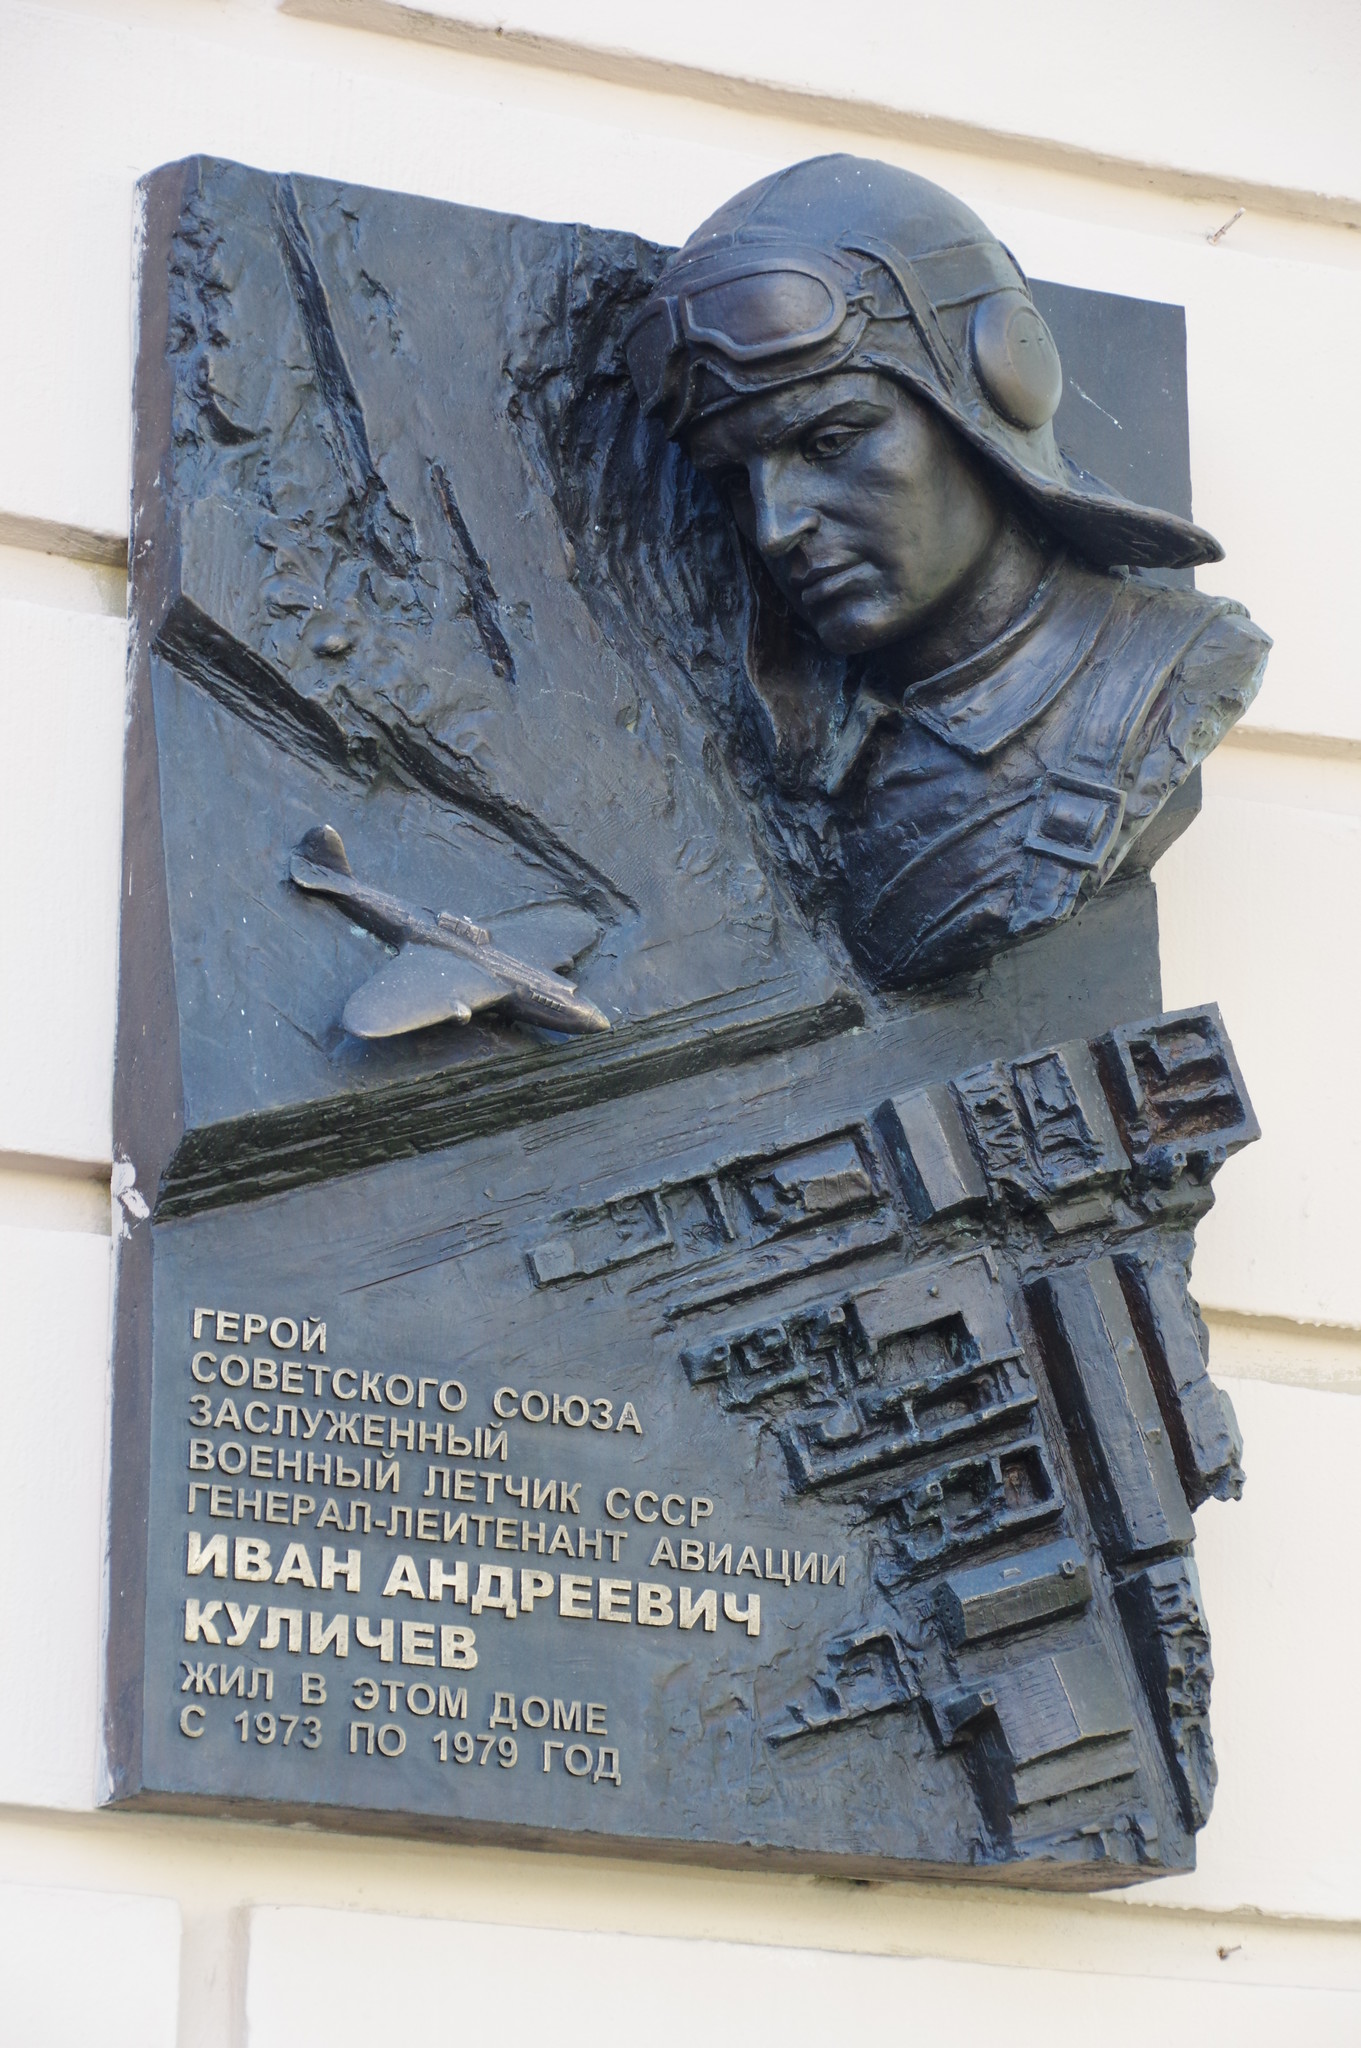 ГЕРОЙ
СОВЕТСКОГО СОЮЗА
ЗАСЛУЖЕННЫЙ
ВОЕННЫЙ ЛЕТЧИК СССР
ГЕНЕРАЛ-ЛЕЙТЕНАНТ АВИАЦИИ
ИВАН АНДРЕЕВИЧ
КУЛИЧЕВ
ЖИЛ В ЭТОМ ДОМЕ
С 1973 ПО 1979 ГОД